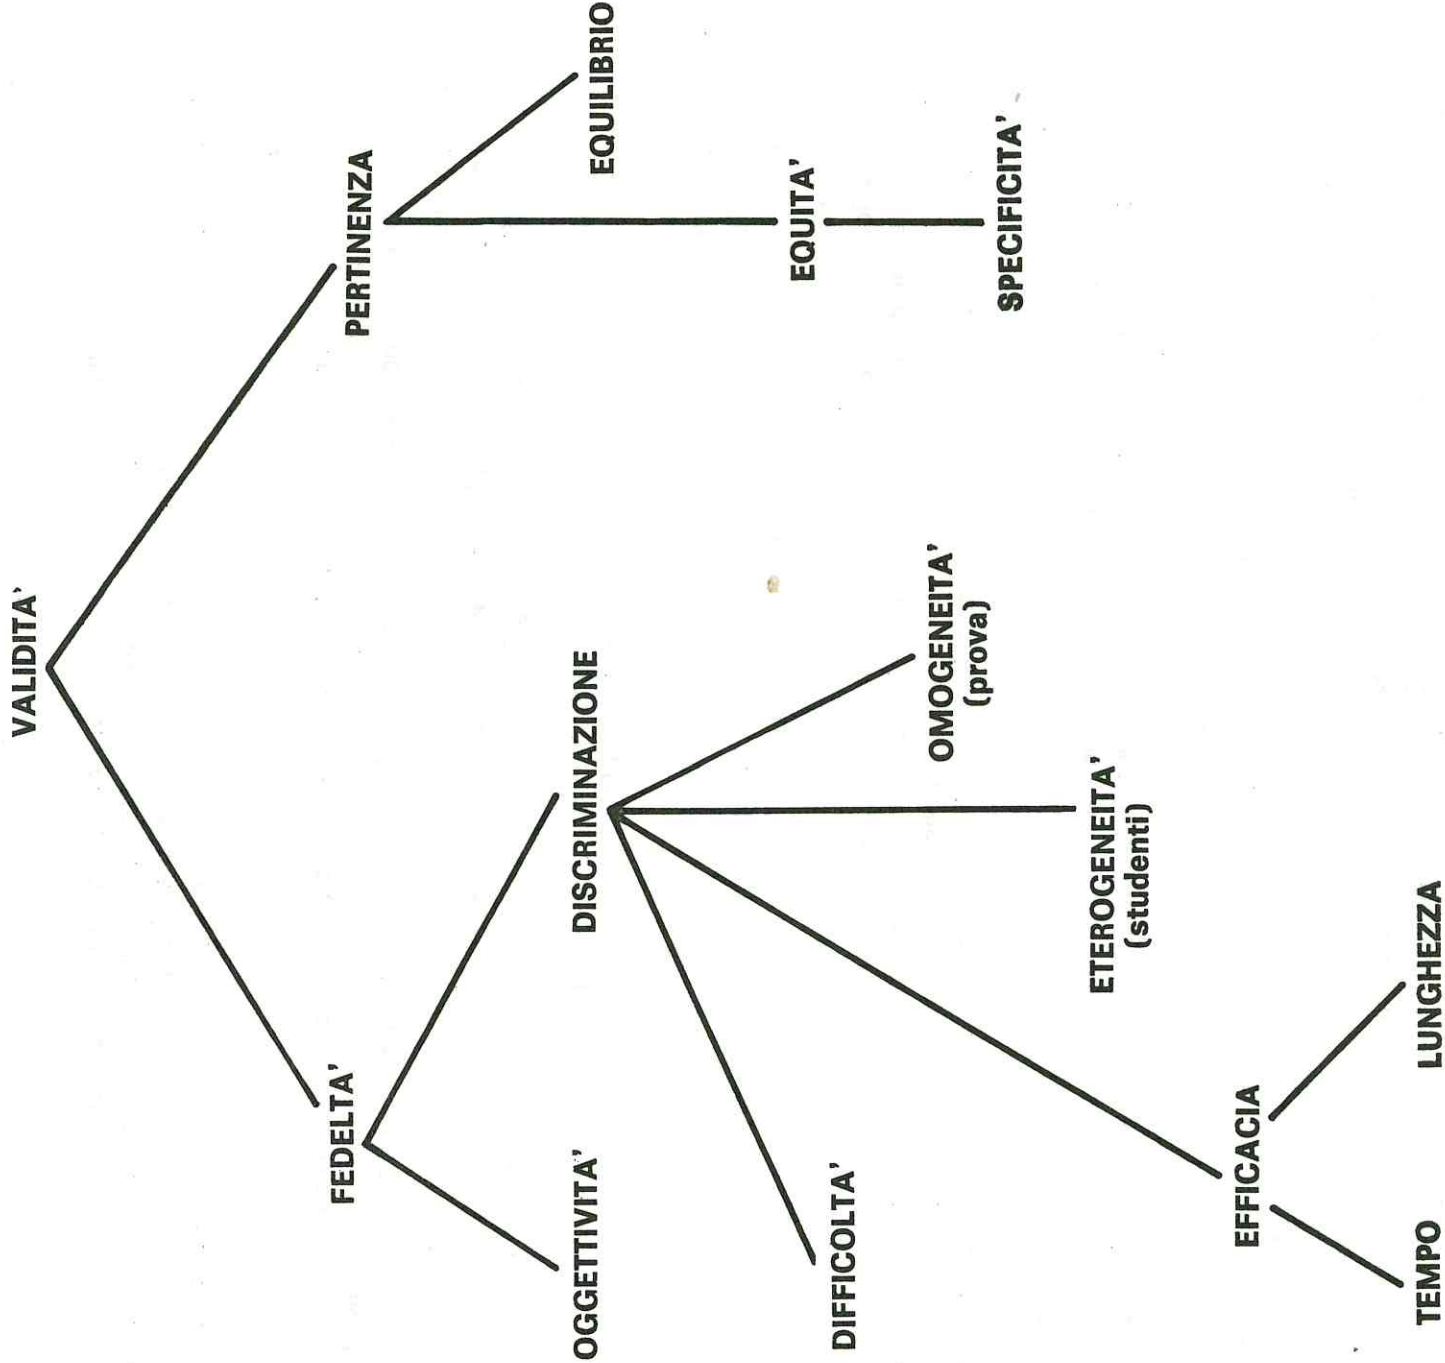 VALIDITA'
FEDELTA'
PERTINENZA
OGGETTIVITA'
DISCRIMINAZIONE
EQUILIBRIO
DIFFICOLTA'
OMOGENEITA'
(prova)
EQUITA'
ETEROGENEITA'
(studenti)
SPECIFICITA'
EFFICACIA
TEMPO
LUNGHEZZA